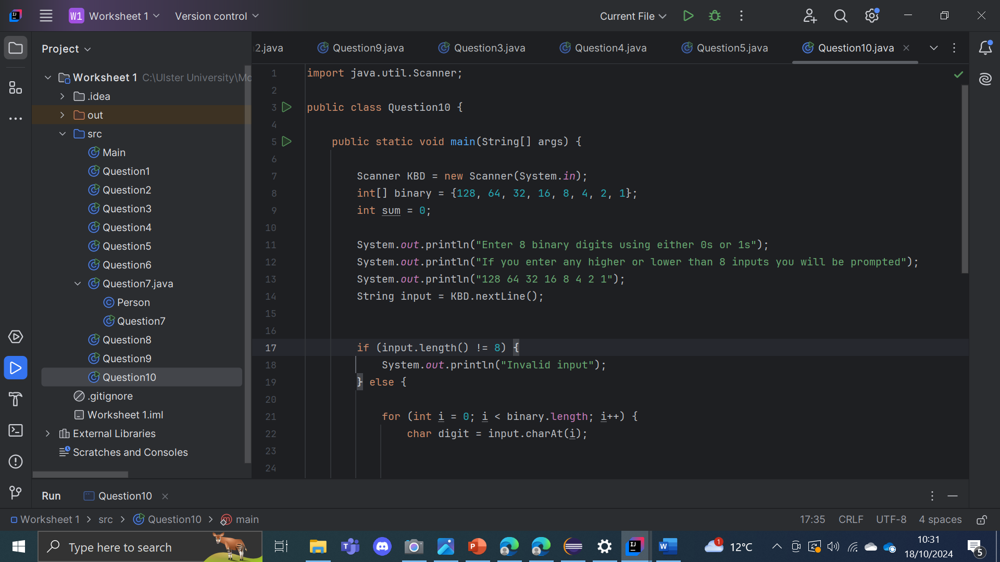 W1 Worksheet 1 Version control Current File
Project
2.java Question9.java Question3.java Question4.java Question5.java Question10.java
Worksheet 1 C:\Ulster University\Mo
.idea
out
src
Main
Question1
Question2
Question3
Question4
Question5
Question6
Question7.java
Person
Question7
Question8
Question9
Question10
.gitignore
Worksheet 1.iml
External Libraries
Scratches and Consoles
1 import java.util.Scanner;
2
3 public class Question10 {
4
5 public static void main(String[] args) {
6
7 Scanner KBD = new Scanner(System.in);
8 int[] binary = {128, 64, 32, 16, 8, 4, 2, 1};
9 int sum = 0;
10
11 System.out.println("Enter 8 binary digits using either 0s or 1s");
12 System.out.println("If you enter any higher or lower than 8 inputs you will be prompted");
13 System.out.println("128 64 32 16 8 4 2 1");
14 String input = KBD.nextLine();
15
16
17 if (input.length() != 8) {
18 System.out.println("Invalid input");
19 } else {
20
21 for (int i = 0; i < binary.length; i++) {
22 char digit = input.charAt(i);
23
24
Run Question10
Worksheet 1 > src > Question10 > main 17:35 CRLF UTF-8 4 spaces
Type here to search 1 12°C 10:31
18/10/2024 5